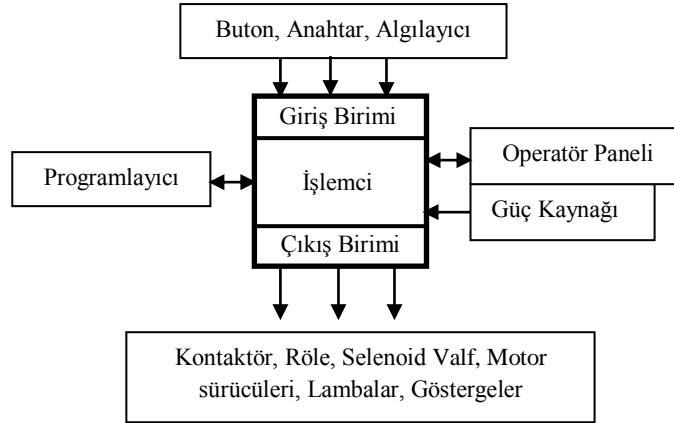 Buton, Anahtar, Algılayıcı
Giriş Birimi
Programlayıcı
İşlemci
Operatör Paneli
Güç Kaynağı
Çıkış Birimi
Kontaktör, Röle, Selenoid Valf, Motor
sürücüleri, Lambalar, Göstergeler